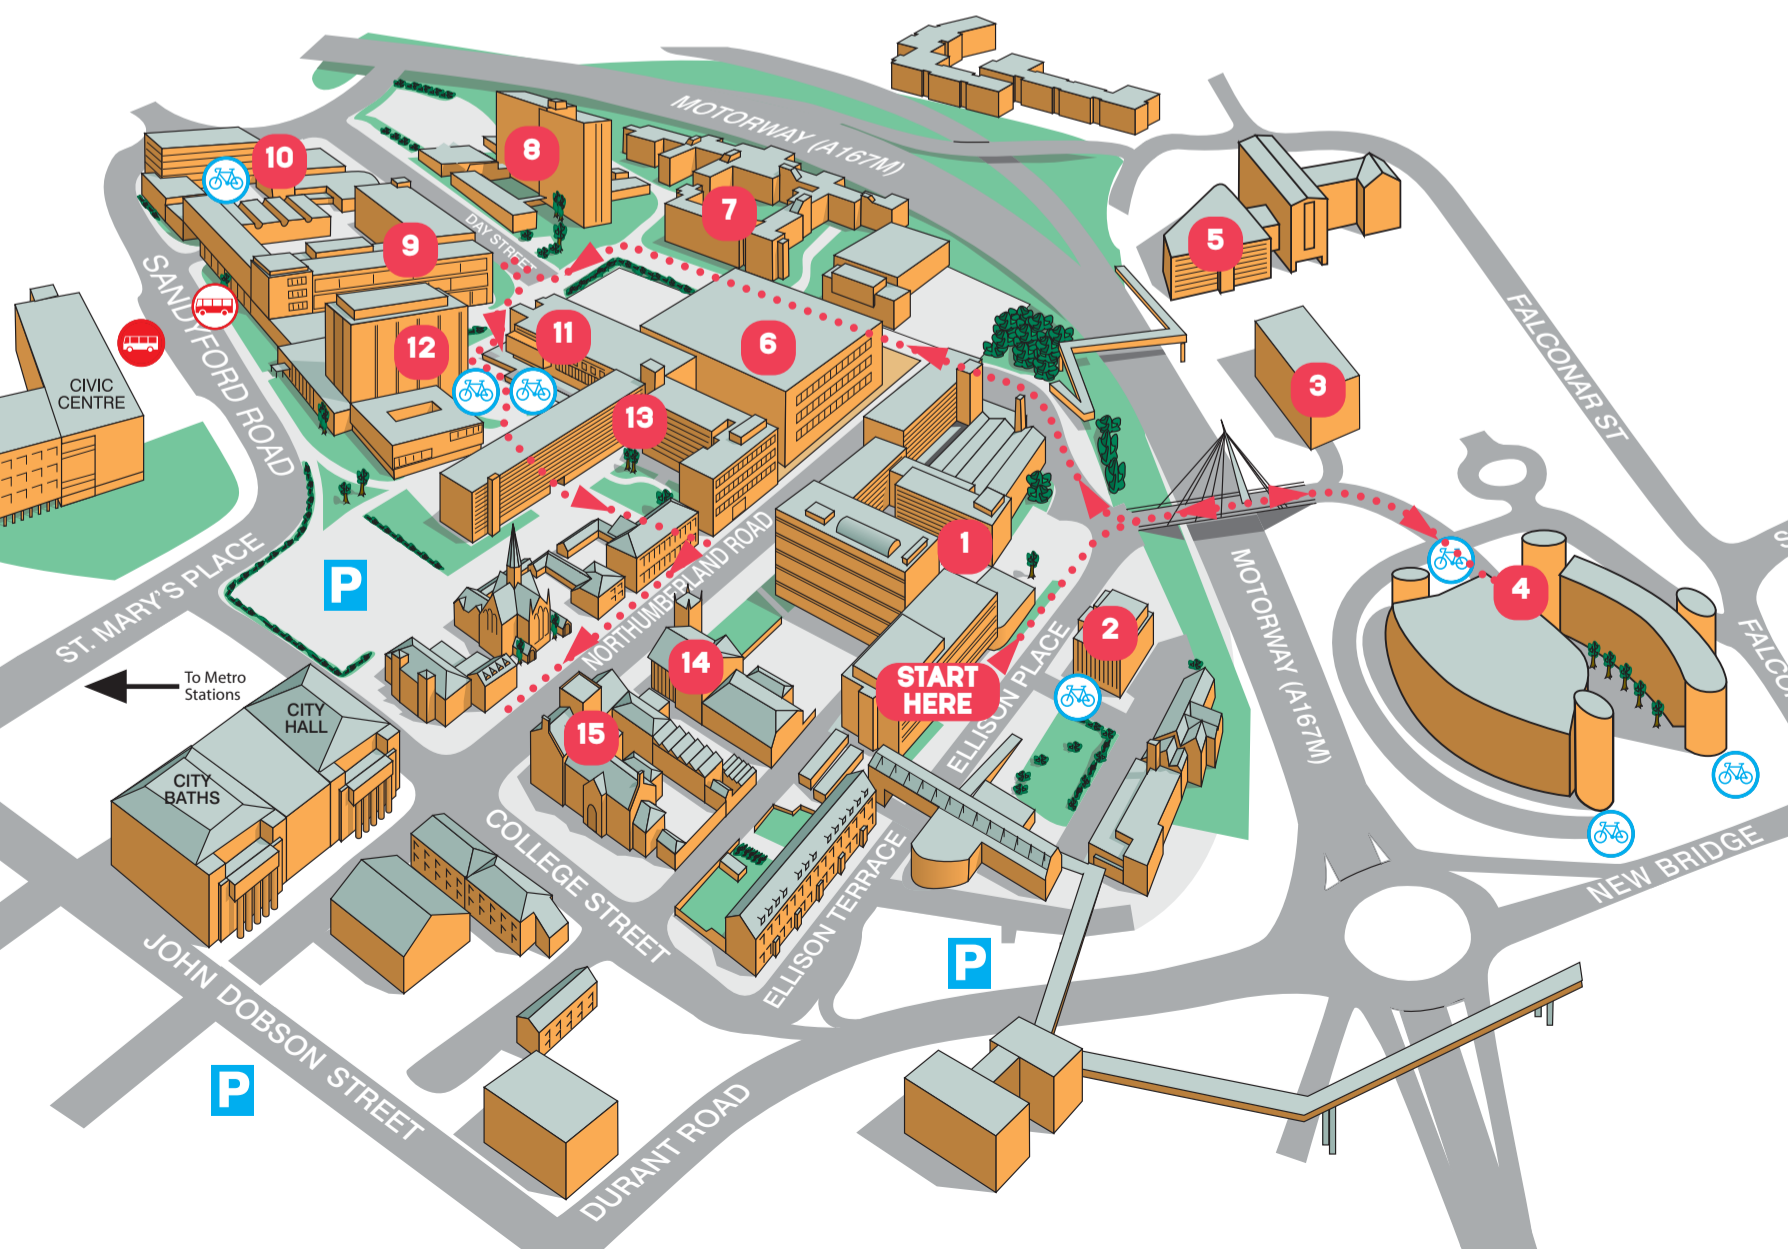 MOTORWAY (A167M)
8
10
7
DAY STREET
5
9
SANDYFORD ROAD
FALCONAR ST
11
12
6
CIVIC
CENTRE
3
13
1
NORTHUMBERLAND ROAD
P
ST. MARY'S PLACE
MOTORWAY (A167M)
4
2
14
START
HERE
ELLISON PLACE
To Metro
Stations
CITY
HALL
15
CITY
BATHS
COLLEGE STREET
ELLISON TERRACE
NEW BRIDGE
P
JOHN DOBSON STREET
P
DURANT ROAD